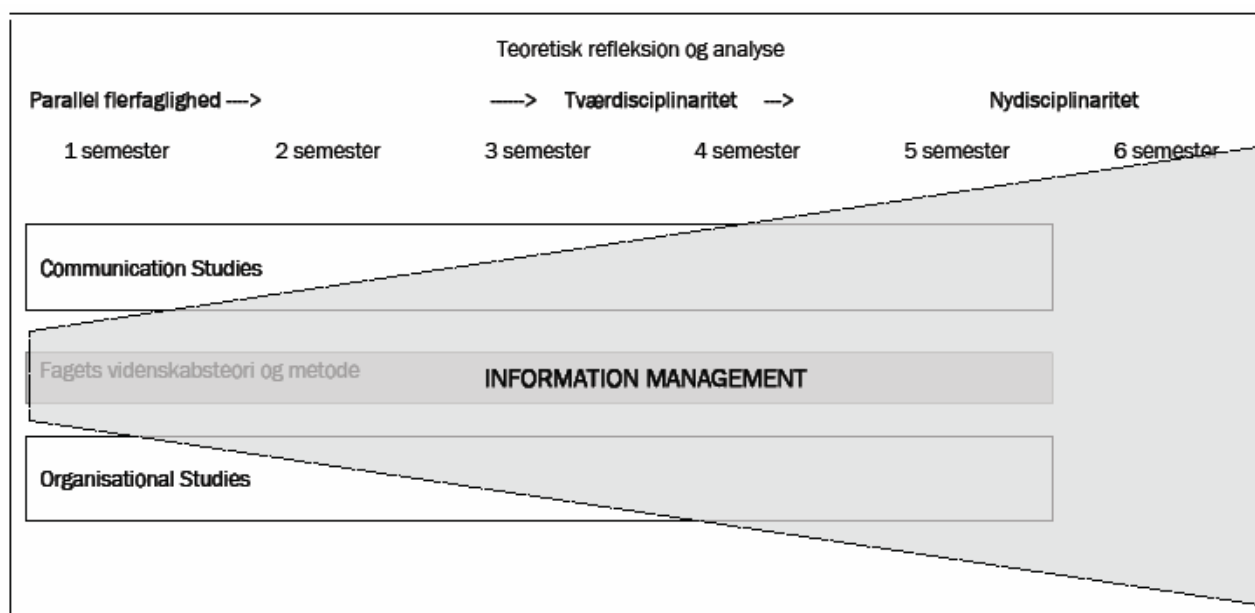 Teoretisk refleksion og analyse
Parallel flerfaglighed ----> -----> Tværdisciplinaritet --> Nydisciplinaritet
1 semester 2 semester 3 semester 4 semester 5 semester 6 semester
Communication Studies
Fagets videnskabsteori og metode INFORMATION MANAGEMENT
Organisational Studies